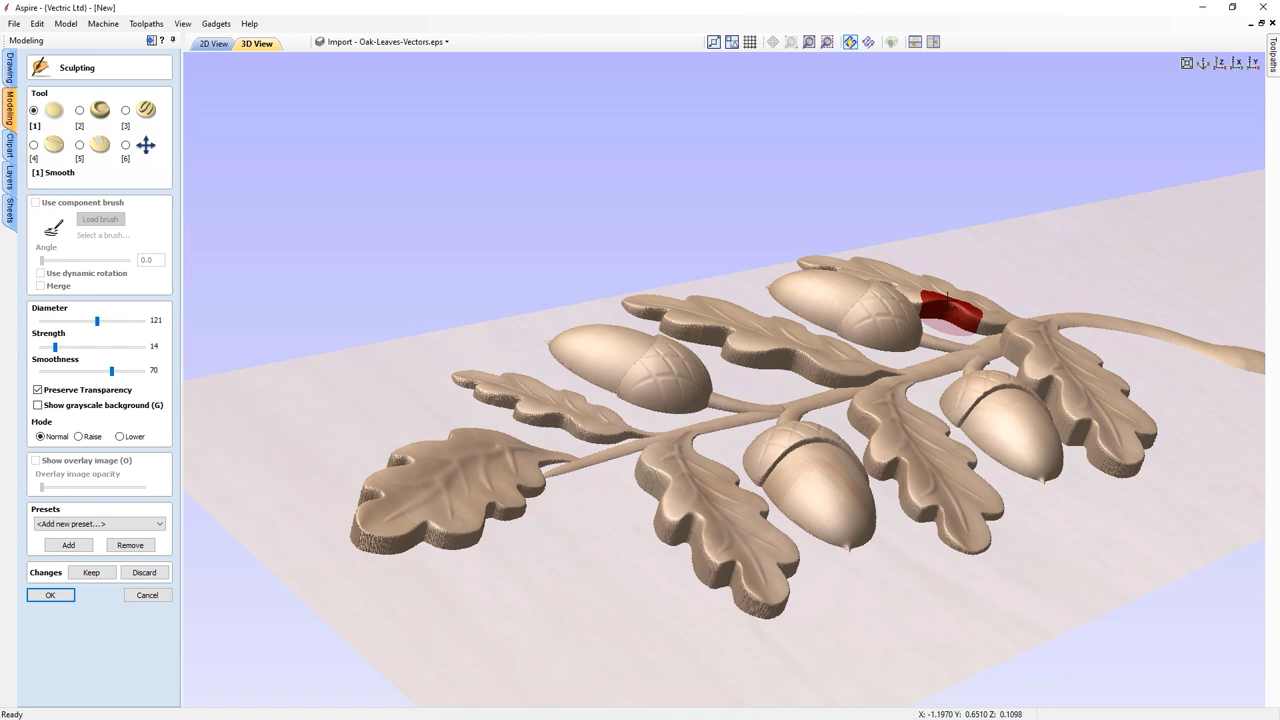 Aspire - {Vectric Ltd} - [New]
File Edit Model Machine Toolpaths View Gadgets Help
Modeling
2D View 3D View Import - Oak-Leaves-Vectors.eps
Drawing
Modeling
Clipart
Layers
Sheets
Toolpaths
Z X Y
Sculpting
Tool
[1] [2] [3]
[4] [5] [6]
[1] Smooth
Use component brush
Load brush
Select a brush...
Angle
0.0
Use dynamic rotation
Merge
Diameter
121
Strength
14
Smoothness
70
Preserve Transparency
Show grayscale background (G)
Mode
Normal Raise Lower
Show overlay image (O)
Overlay image opacity
Presets
<Add new preset...>
Add Remove
Changes Keep Discard
OK Cancel
Ready X: -1.1970 Y: 0.6510 Z: 0.1098